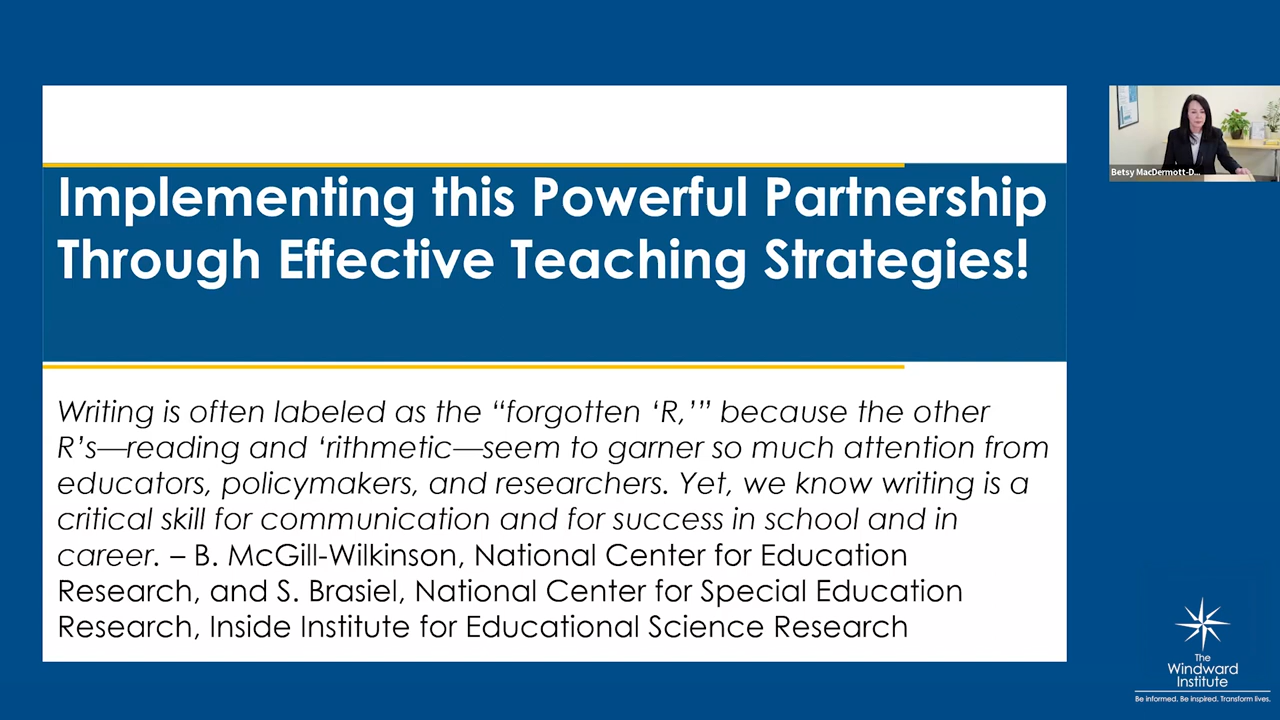 Implementing this Powerful Partnership
Through Effective Teaching Strategies!
Betsy MacDermott-D...
Writing is often labeled as the “forgotten ‘R,’” because the other
R’s—reading and ‘rithmetic—seem to garner so much attention from
educators, policymakers, and researchers. Yet, we know writing is a
critical skill for communication and for success in school and in
career. – B. McGill-Wilkinson, National Center for Education
Research, and S. Brasiel, National Center for Special Education
Research, Inside Institute for Educational Science Research
The
Windward
Institute
Be informed. Be inspired. Transform lives.